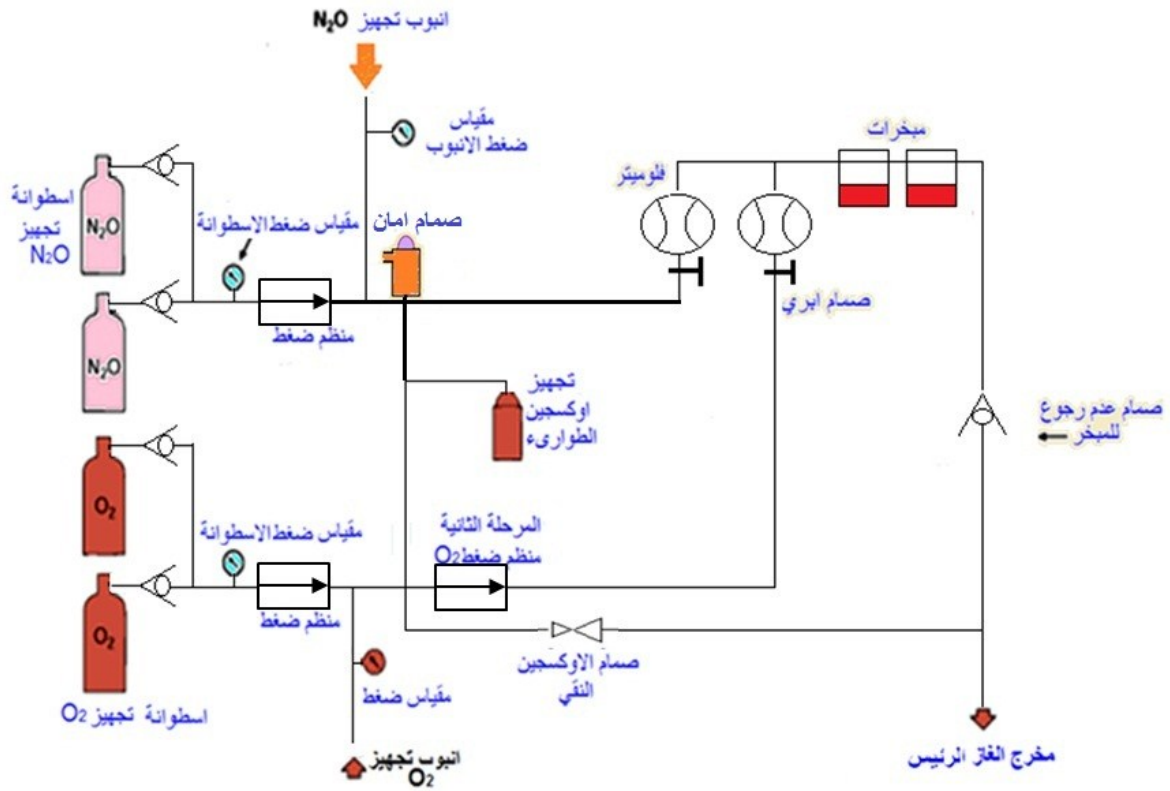 انبوب تجهيز N₂O
مقياس
ضغط الانبوب
مبخرات
فلوميتر
اسطوانة
تجهيز
N₂O
N₂O
مقياس ضغط الاسطوانة
صمام امان
منظم ضغط
صمام ابري
N₂O
تجهيز
اوكسجين
الطوارىء
صمام عدم رجوع
للمبخر
O₂
مقياس ضغط الاسطوانة
المرحلة الثانية
منظم ضغط O₂
O₂
منظم ضغط
صمام الاوكسجين
النقي
مقياس ضغط
اسطوانة تجهيز O₂
انبوب تجهيز
O₂
مخرج الغاز الرئيس